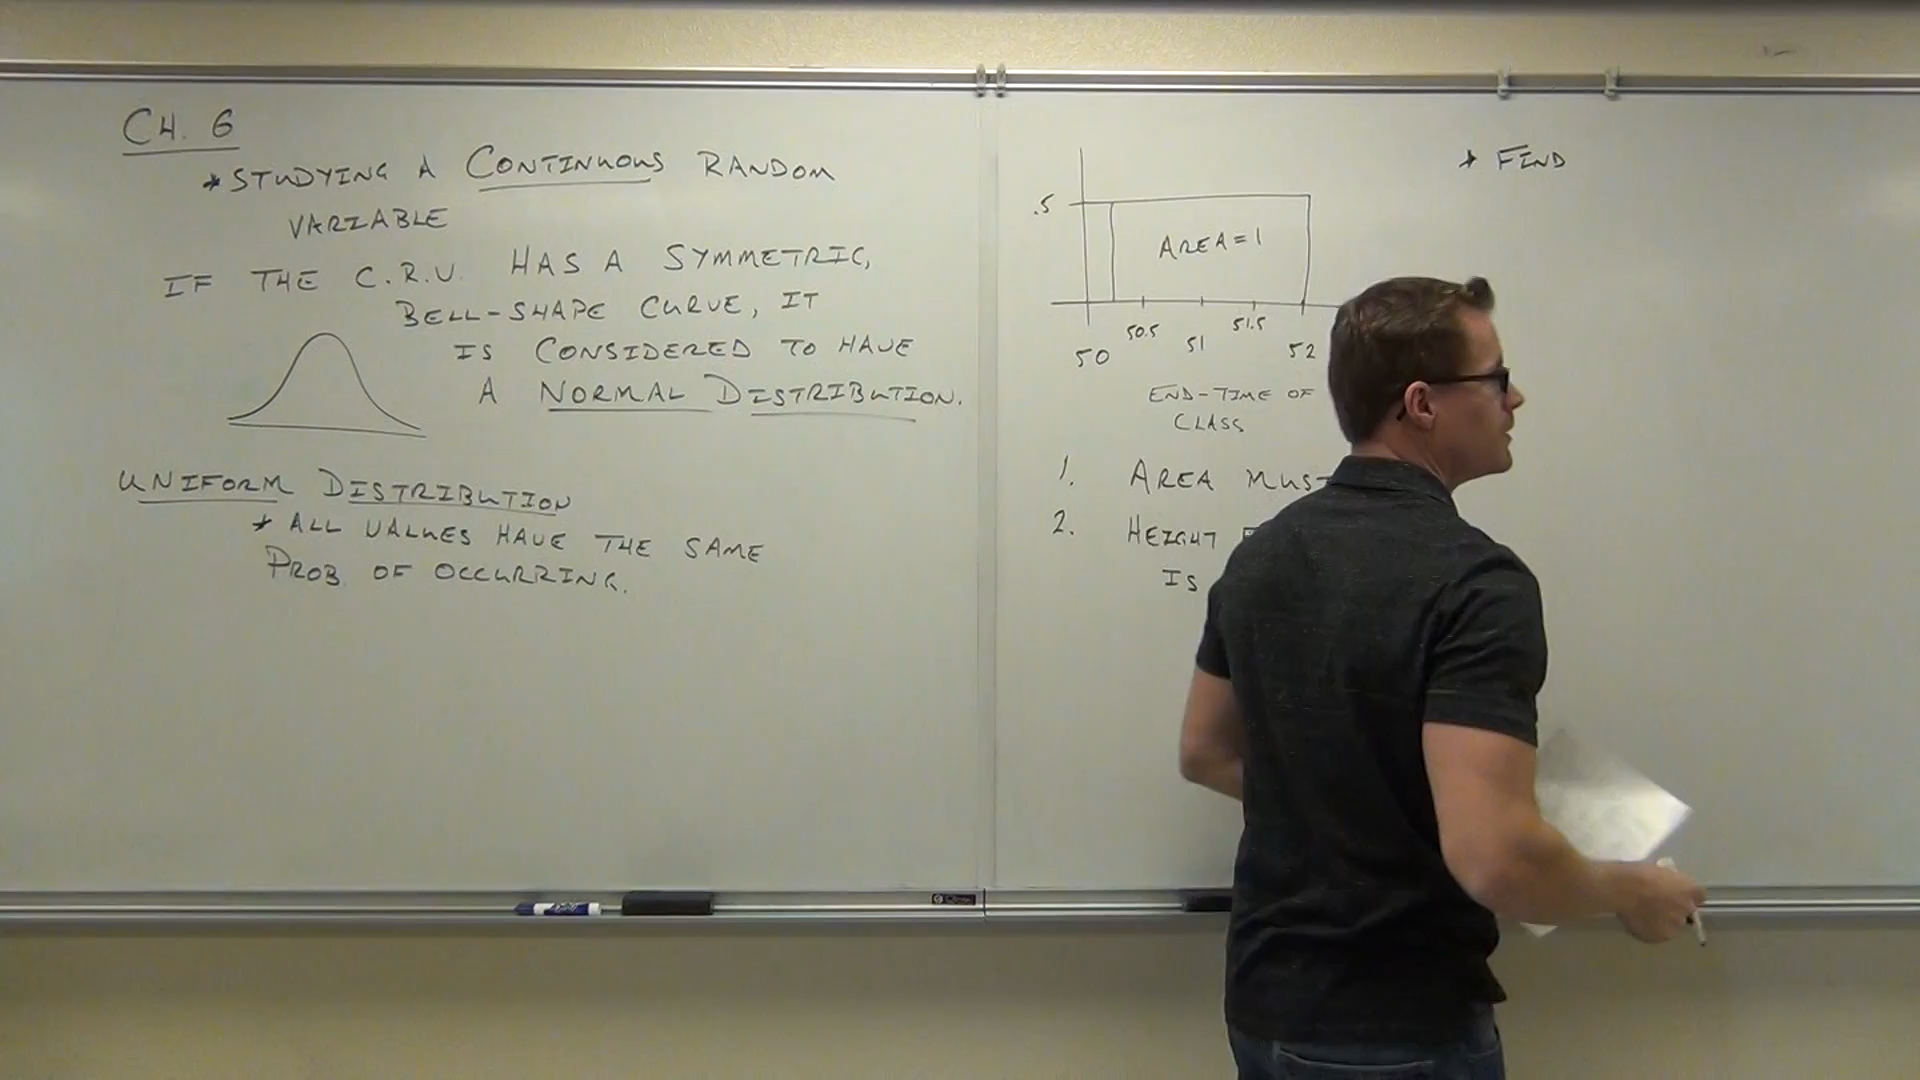 CH. 6
* STUDYING A CONTINUOUS RANDOM
VARIABLE
IF THE C.R.V. HAS A SYMMETRIC,
BELL-SHAPE CURVE, IT
IS CONSIDERED TO HAVE
A NORMAL DISTRIBUTION.
UNIFORM DISTRIBUTION
* ALL VALUES HAVE THE SAME
PROB. OF OCCURRING.
.5
AREA = 1
50 50.5 51 51.5 52
END-TIME OF
CLASS
1. AREA MUST
2. HEIGHT
IS
* FIND